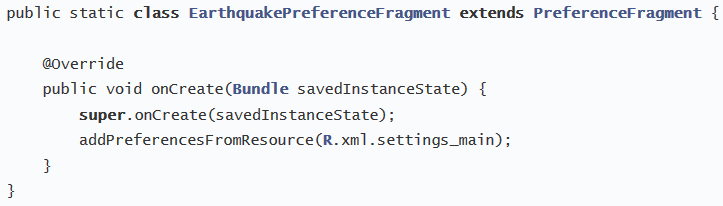 public static class EarthquakePreferenceFragment extends PreferenceFragment {
@Override
public void onCreate(Bundle savedInstanceState) {
super.onCreate(savedInstanceState);
addPreferencesFromResource(R.xml.settings_main);
}
}